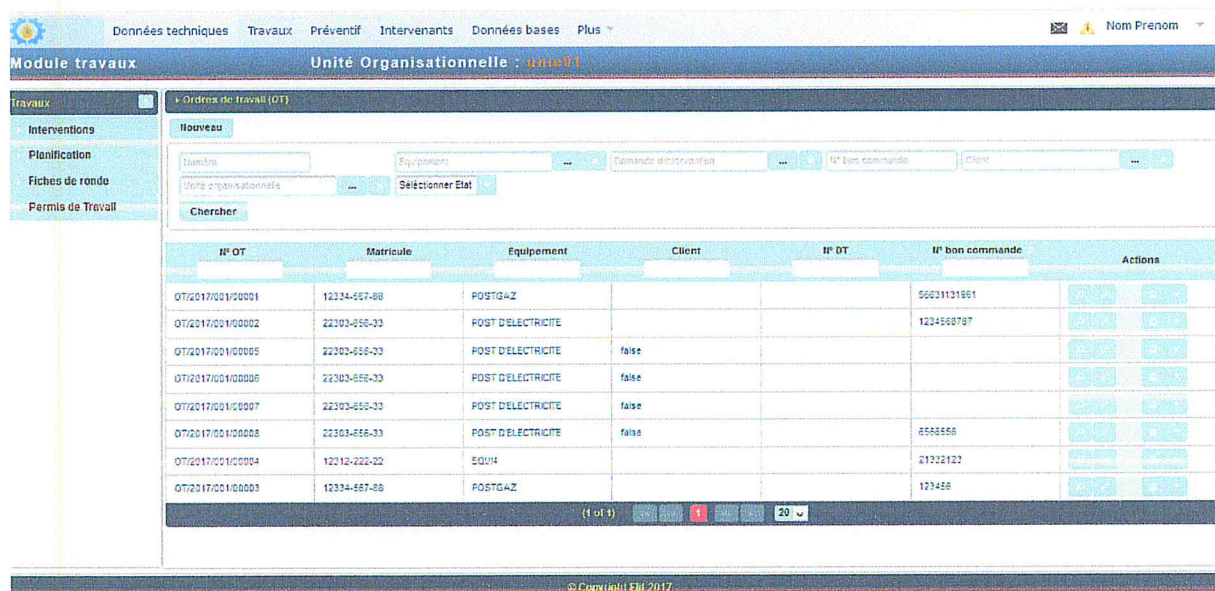 Données techniques Travaux Préventif Intervenants Données bases Plus Nom Prenom
Module travaux Unité Organisationnelle : unie01
Travaux
Ordres de travail (OT)
Interventions
Planification
Fiches de ronde
Permis de Travail
Nouveau
Numéro Equipement ... Demande d'intervention ... N° bon commande Client ...
Unité organisationnelle ... Séléctionner Etat
Chercher
N° OT Matricule Equipement Client N° DT N° bon commande Actions
OT/2017/001/00001 12334-567-88 POSTGAZ
OT/2017/001/00002 22303-656-33 POST D'ELECTRICITE
OT/2017/001/00005 22303-656-33 POST D'ELECTRICITE false
OT/2017/001/00006 22303-656-33 POST D'ELECTRICITE false
OT/2017/001/00007 22303-656-33 POST D'ELECTRICITE false
OT/2017/001/00008 22303-656-33 POST D'ELECTRICITE false
OT/2017/001/00004 12312-222-22 EQUI4 21332123
OT/2017/001/00003 12334-567-88 POSTGAZ 123456
(1 of 1) 1 20
© Copyright Elit 2017